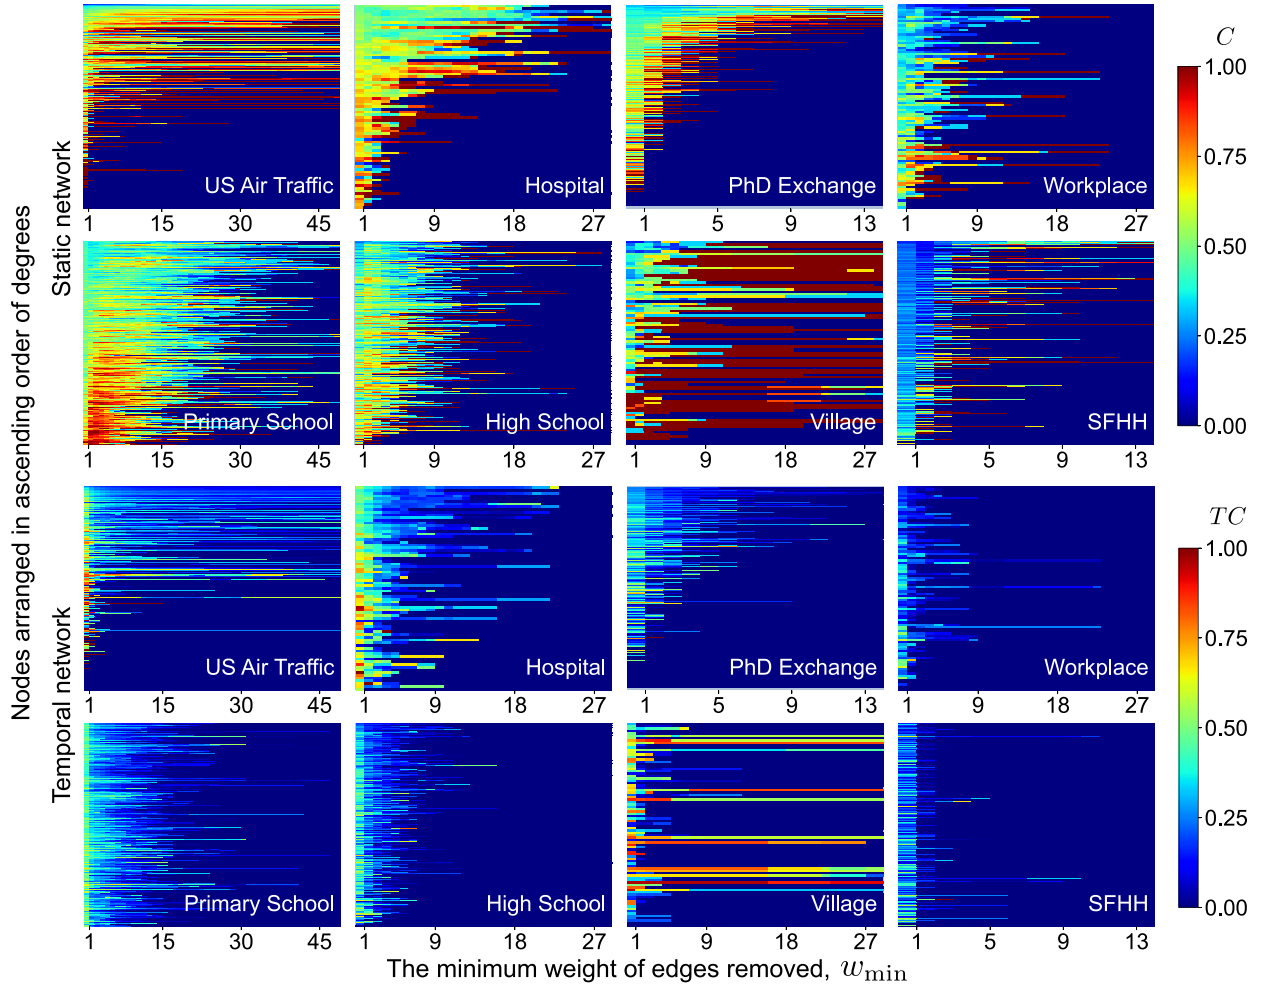 Nodes arranged in ascending order of degrees
Static network
US Air Traffic
1 15 30 45
Hospital
1 9 18 27
PhD Exchange
1 5 9 13
Workplace
1 9 18 27
Primary School
1 15 30 45
High School
1 9 18 27
Village
1 9 18 27
SFHH
1 5 9 13
C
1.00
0.75
0.50
0.25
0.00
Temporal network
US Air Traffic
1 15 30 45
Hospital
1 9 18 27
PhD Exchange
1 5 9 13
Workplace
1 9 18 27
Primary School
1 15 30 45
High School
1 9 18 27
Village
1 9 18 27
SFHH
1 5 9 13
TC
1.00
0.75
0.50
0.25
0.00
The minimum weight of edges removed, w_min